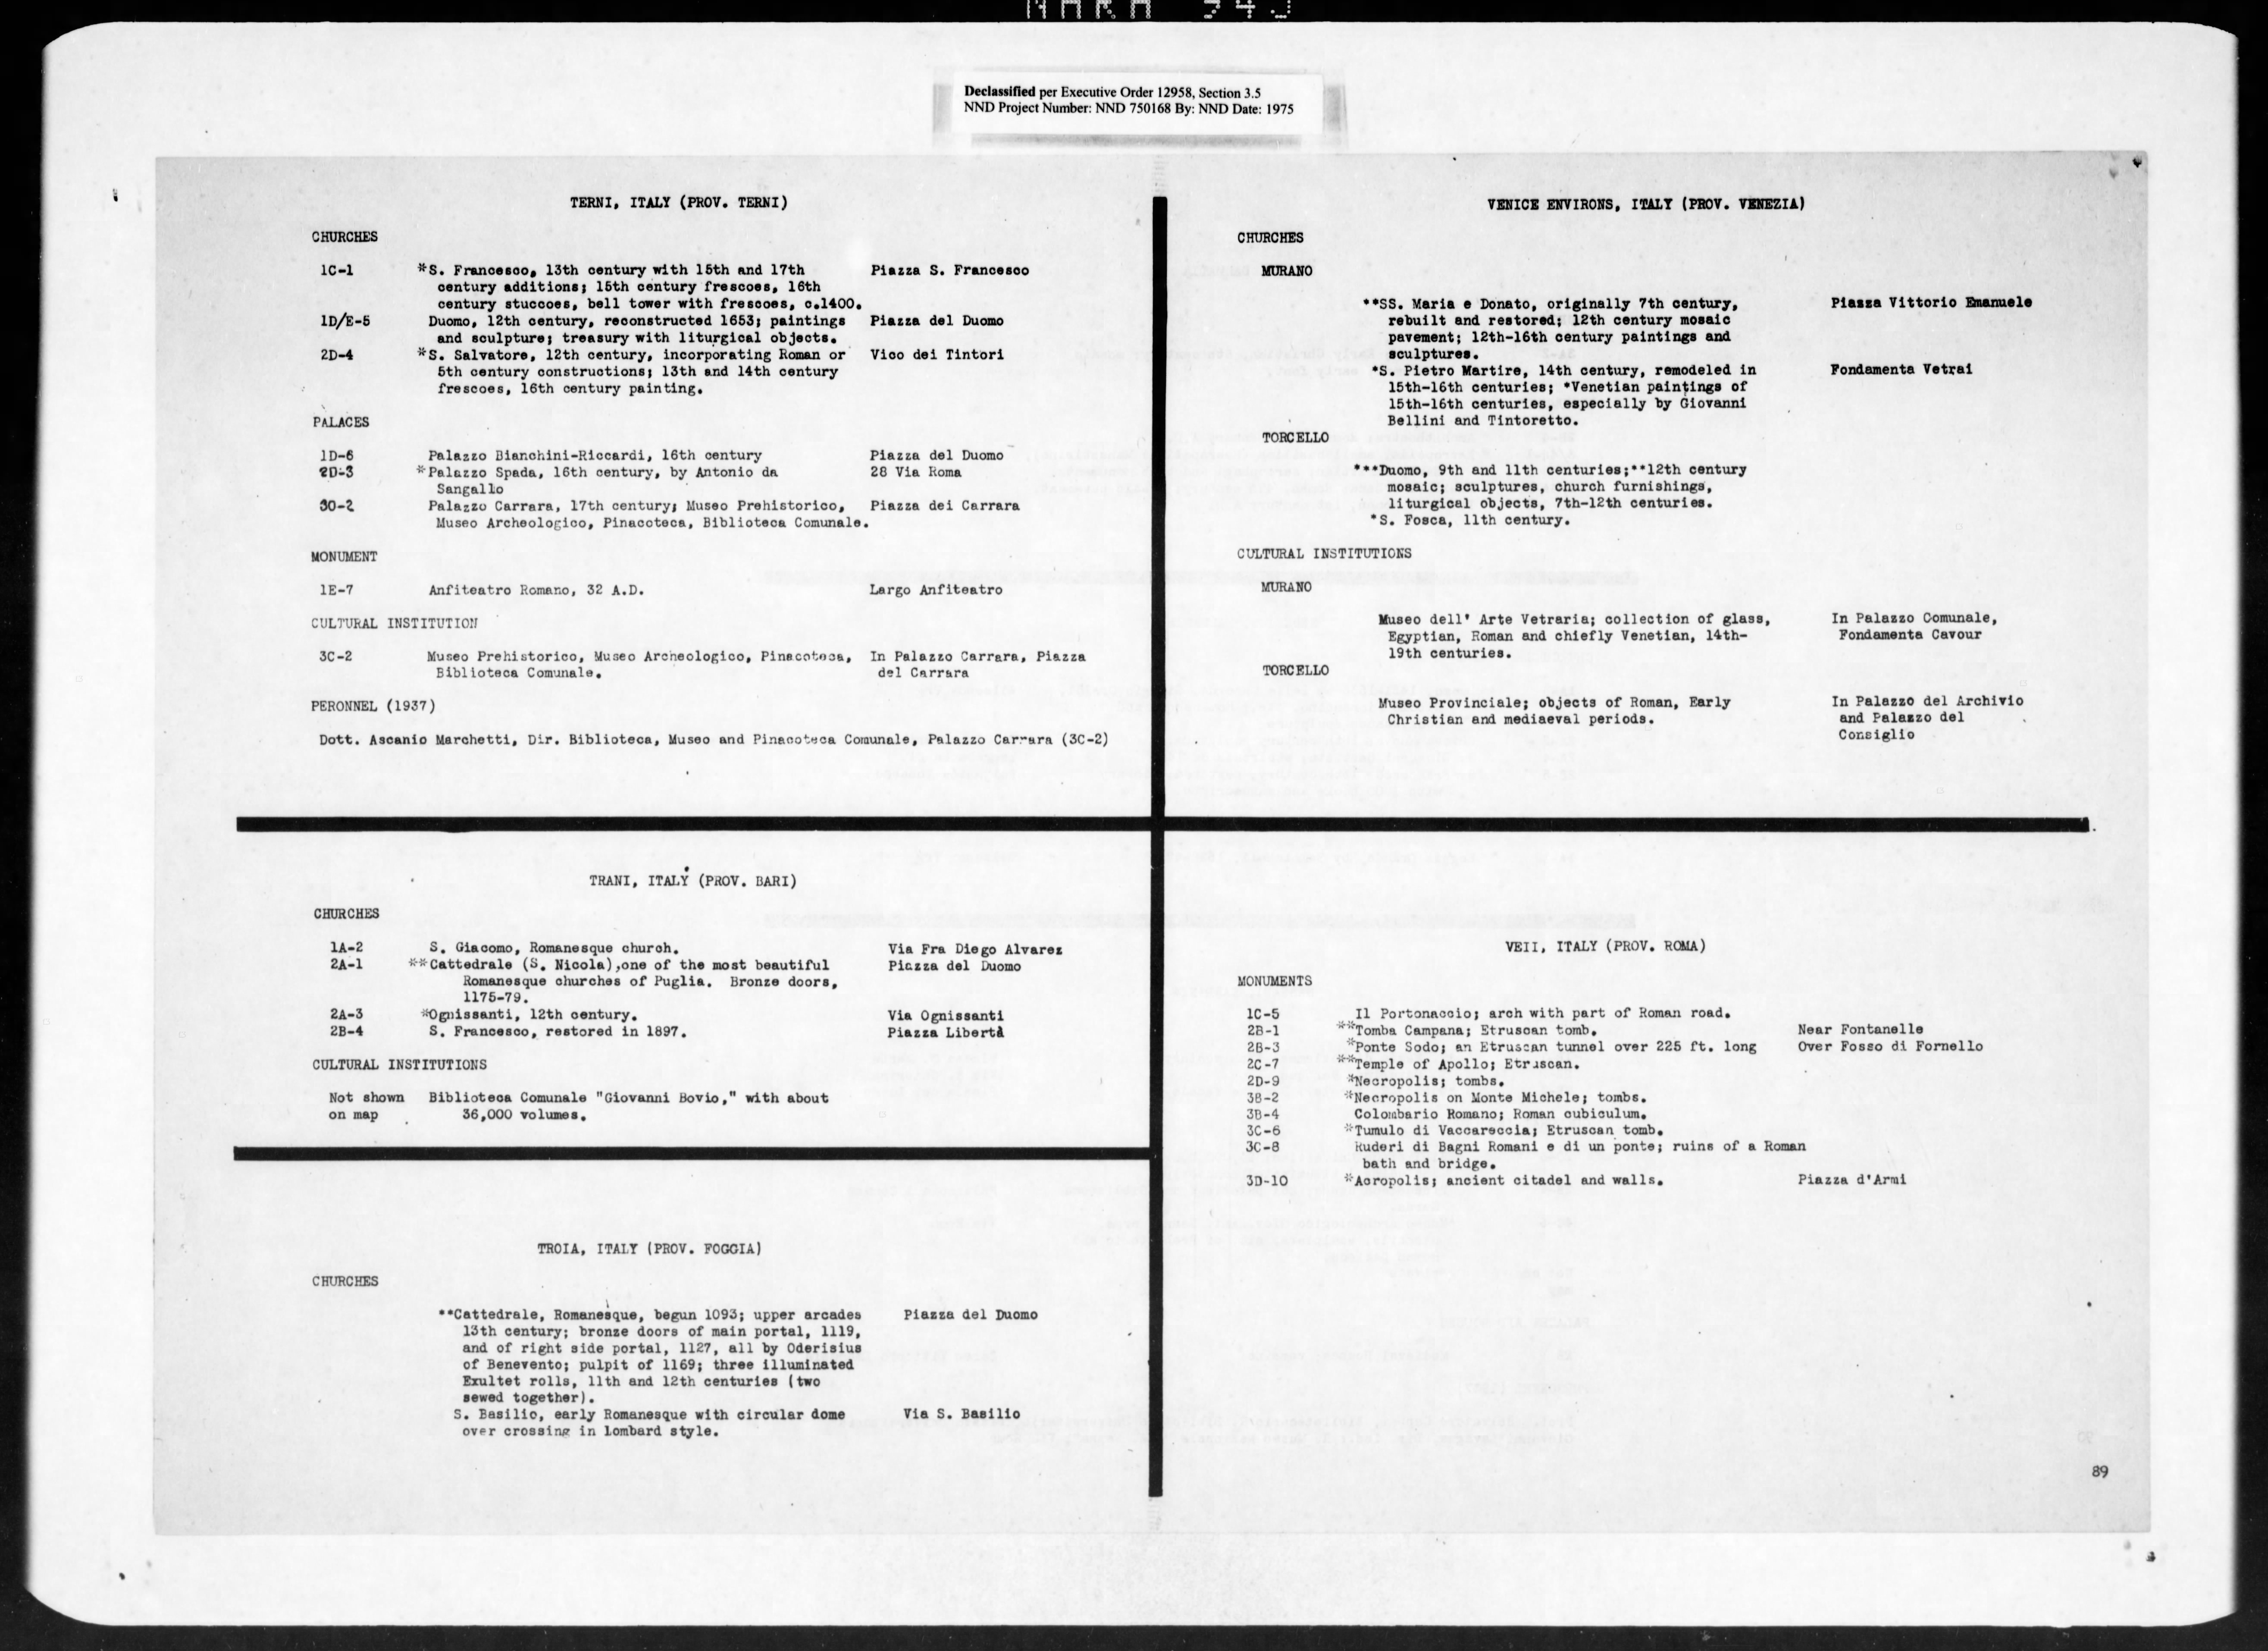 Declassified per Executive Order 12958, Section 3.5
NND Project Number: NND 750168 By: NND Date: 1975
TERNI, ITALY (PROV. TERNI)
CHURCHES
1C-1 *S. Francesco, 13th century with 15th and 17th Piazza S. Francesco
century additions; 15th century frescoes, 16th
century stuccoes, bell tower with frescoes, c.1400.
1D/E-5 Duomo, 12th century, reconstructed 1653; paintings Piazza del Duomo
and sculpture; treasury with liturgical objects.
2D-4 *S. Salvatore, 12th century, incorporating Roman or Vico dei Tintori
5th century constructions; 13th and 14th century
frescoes, 16th century painting.
PALACES
1D-6 Palazzo Bianchini-Riccardi, 16th century Piazza del Duomo
2D-3 *Palazzo Spada, 16th century, by Antonio da 28 Via Roma
Sangallo
3C-2 Palazzo Carrara, 17th century; Museo Prehistorico, Piazza dei Carrara
Museo Archeologico, Pinacoteca, Biblioteca Comunale.
MONUMENT
1E-7 Anfiteatro Romano, 32 A.D. Largo Anfiteatro
CULTURAL INSTITUTION
3C-2 Museo Prehistorico, Museo Archeologico, Pinacoteca, In Palazzo Carrara, Piazza
Biblioteca Comunale. del Carrara
PERONNEL (1937)
Dott. Ascanio Marchetti, Dir. Biblioteca, Museo and Pinacoteca Comunale, Palazzo Carrara (3C-2)
VENICE ENVIRONS, ITALY (PROV. VENEZIA)
CHURCHES
MURANO
**SS. Maria e Donato, originally 7th century, Piazza Vittorio Emanuele
rebuilt and restored; 12th century mosaic
pavement; 12th-16th century paintings and
sculptures.
*S. Pietro Martire, 14th century, remodeled in Fondamenta Vetrai
15th-16th centuries; *Venetian paintings of
15th-16th centuries, especially by Giovanni
Bellini and Tintoretto.
TORCELLO
***Duomo, 9th and 11th centuries;**12th century
mosaic; sculptures, church furnishings,
liturgical objects, 7th-12th centuries.
*S. Fosca, 11th century.
CULTURAL INSTITUTIONS
MURANO
Museo dell' Arte Vetraria; collection of glass, In Palazzo Comunale,
Egyptian, Roman and chiefly Venetian, 14th- Fondamenta Cavour
19th centuries.
TORCELLO
Museo Provinciale; objects of Roman, Early In Palazzo del Archivio
Christian and mediaeval periods. and Palazzo del
Consiglio
TRANI, ITALY (PROV. BARI)
CHURCHES
1A-2 S. Giacomo, Romanesque church. Via Fra Diego Alvarez
2A-1 **Cattedrale (S. Nicola),one of the most beautiful Piazza del Duomo
Romanesque churches of Puglia. Bronze doors,
1175-79.
2A-3 *Ognissanti, 12th century. Via Ognissanti
2B-4 S. Francesco, restored in 1897. Piazza Libertà
CULTURAL INSTITUTIONS
Not shown Biblioteca Comunale "Giovanni Bovio," with about
on map 36,000 volumes.
TROIA, ITALY (PROV. FOGGIA)
CHURCHES
**Cattedrale, Romanesque, begun 1093; upper arcades Piazza del Duomo
13th century; bronze doors of main portal, 1119,
and of right side portal, 1127, all by Oderisius
of Benevento; pulpit of 1169; three illuminated
Exultet rolls, 11th and 12th centuries (two
sewed together).
S. Basilio, early Romanesque with circular dome Via S. Basilio
over crossing in lombard style.
VEII, ITALY (PROV. ROMA)
MONUMENTS
1C-5 Il Portonaccio; arch with part of Roman road.
2B-1 **Tomba Campana; Etruscan tomb. Near Fontanelle
2B-3 *Ponte Sodo; an Etruscan tunnel over 225 ft. long Over Fosso di Fornello
2C-7 **Temple of Apollo; Etruscan.
2D-9 *Necropolis; tombs.
3B-2 *Necropolis on Monte Michele; tombs.
3B-4 Colombario Romano; Roman cubiculum.
3C-6 *Tumulo di Vaccareccia; Etruscan tomb.
3C-8 Ruderi di Bagni Romani e di un ponte; ruins of a Roman
bath and bridge.
3D-10 *Acropolis; ancient citadel and walls. Piazza d'Armi
89